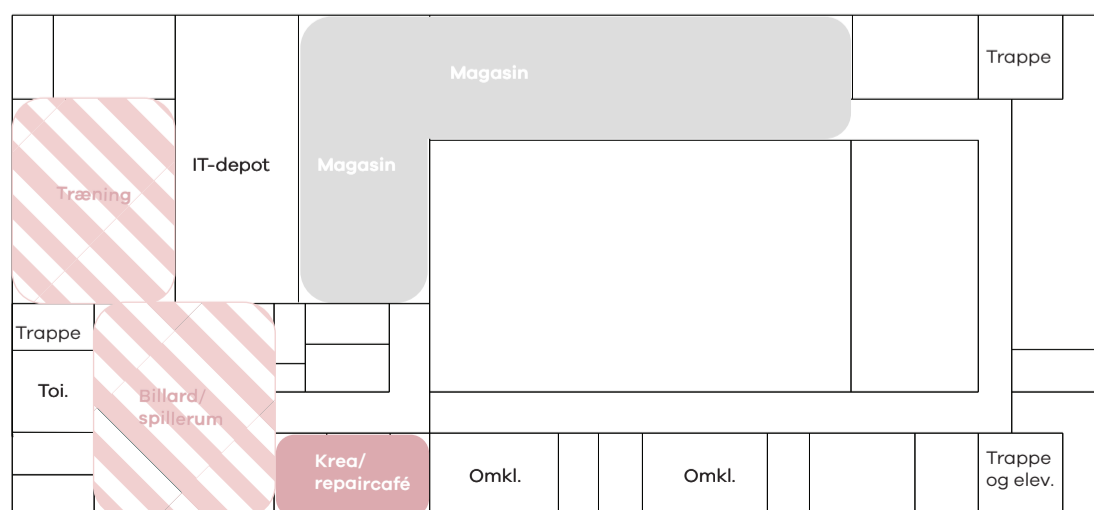 Trappe
Magasin
IT-depot
Magasin
Træning
Trappe
Toi.
Billard/
spillerum
Krea/
repaircafé
Omkl.
Omkl.
Trappe
og elev.